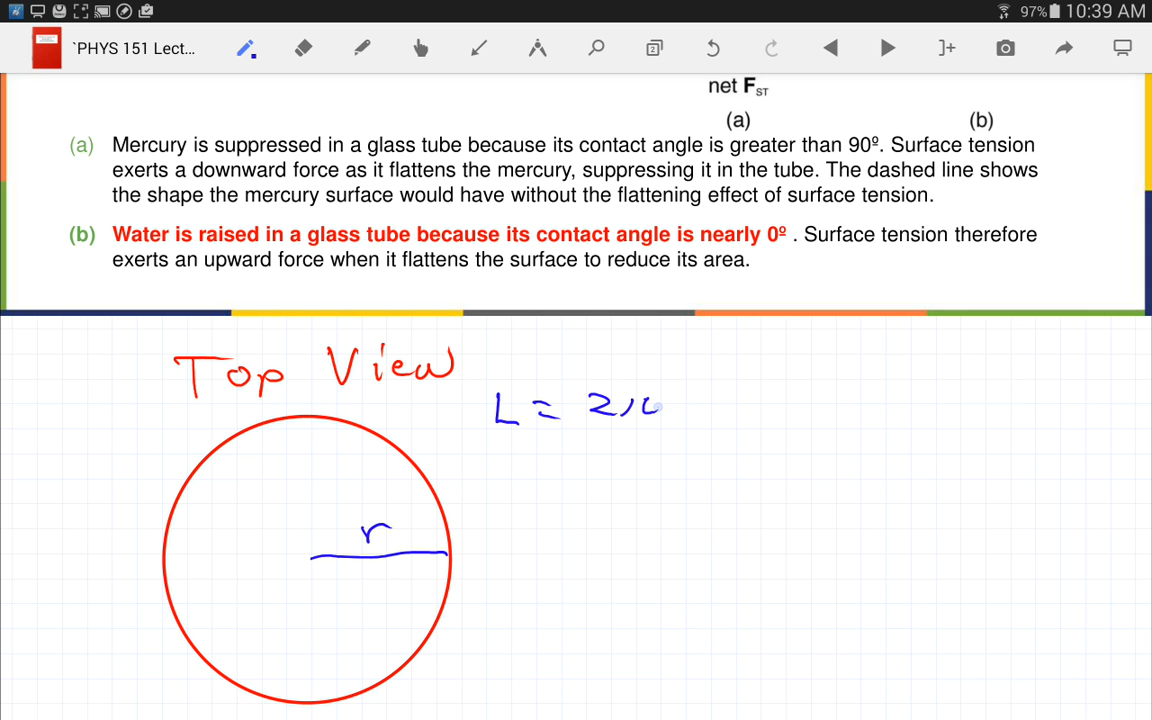 97% 10:39 AM
`PHYS 151 Lect...
2
net F_ST
(a) (b)
(a) Mercury is suppressed in a glass tube because its contact angle is greater than 90º. Surface tension
exerts a downward force as it flattens the mercury, suppressing it in the tube. The dashed line shows
the shape the mercury surface would have without the flattening effect of surface tension.
(b) Water is raised in a glass tube because its contact angle is nearly 0º . Surface tension therefore
exerts an upward force when it flattens the surface to reduce its area.
Top View
L = 2
r